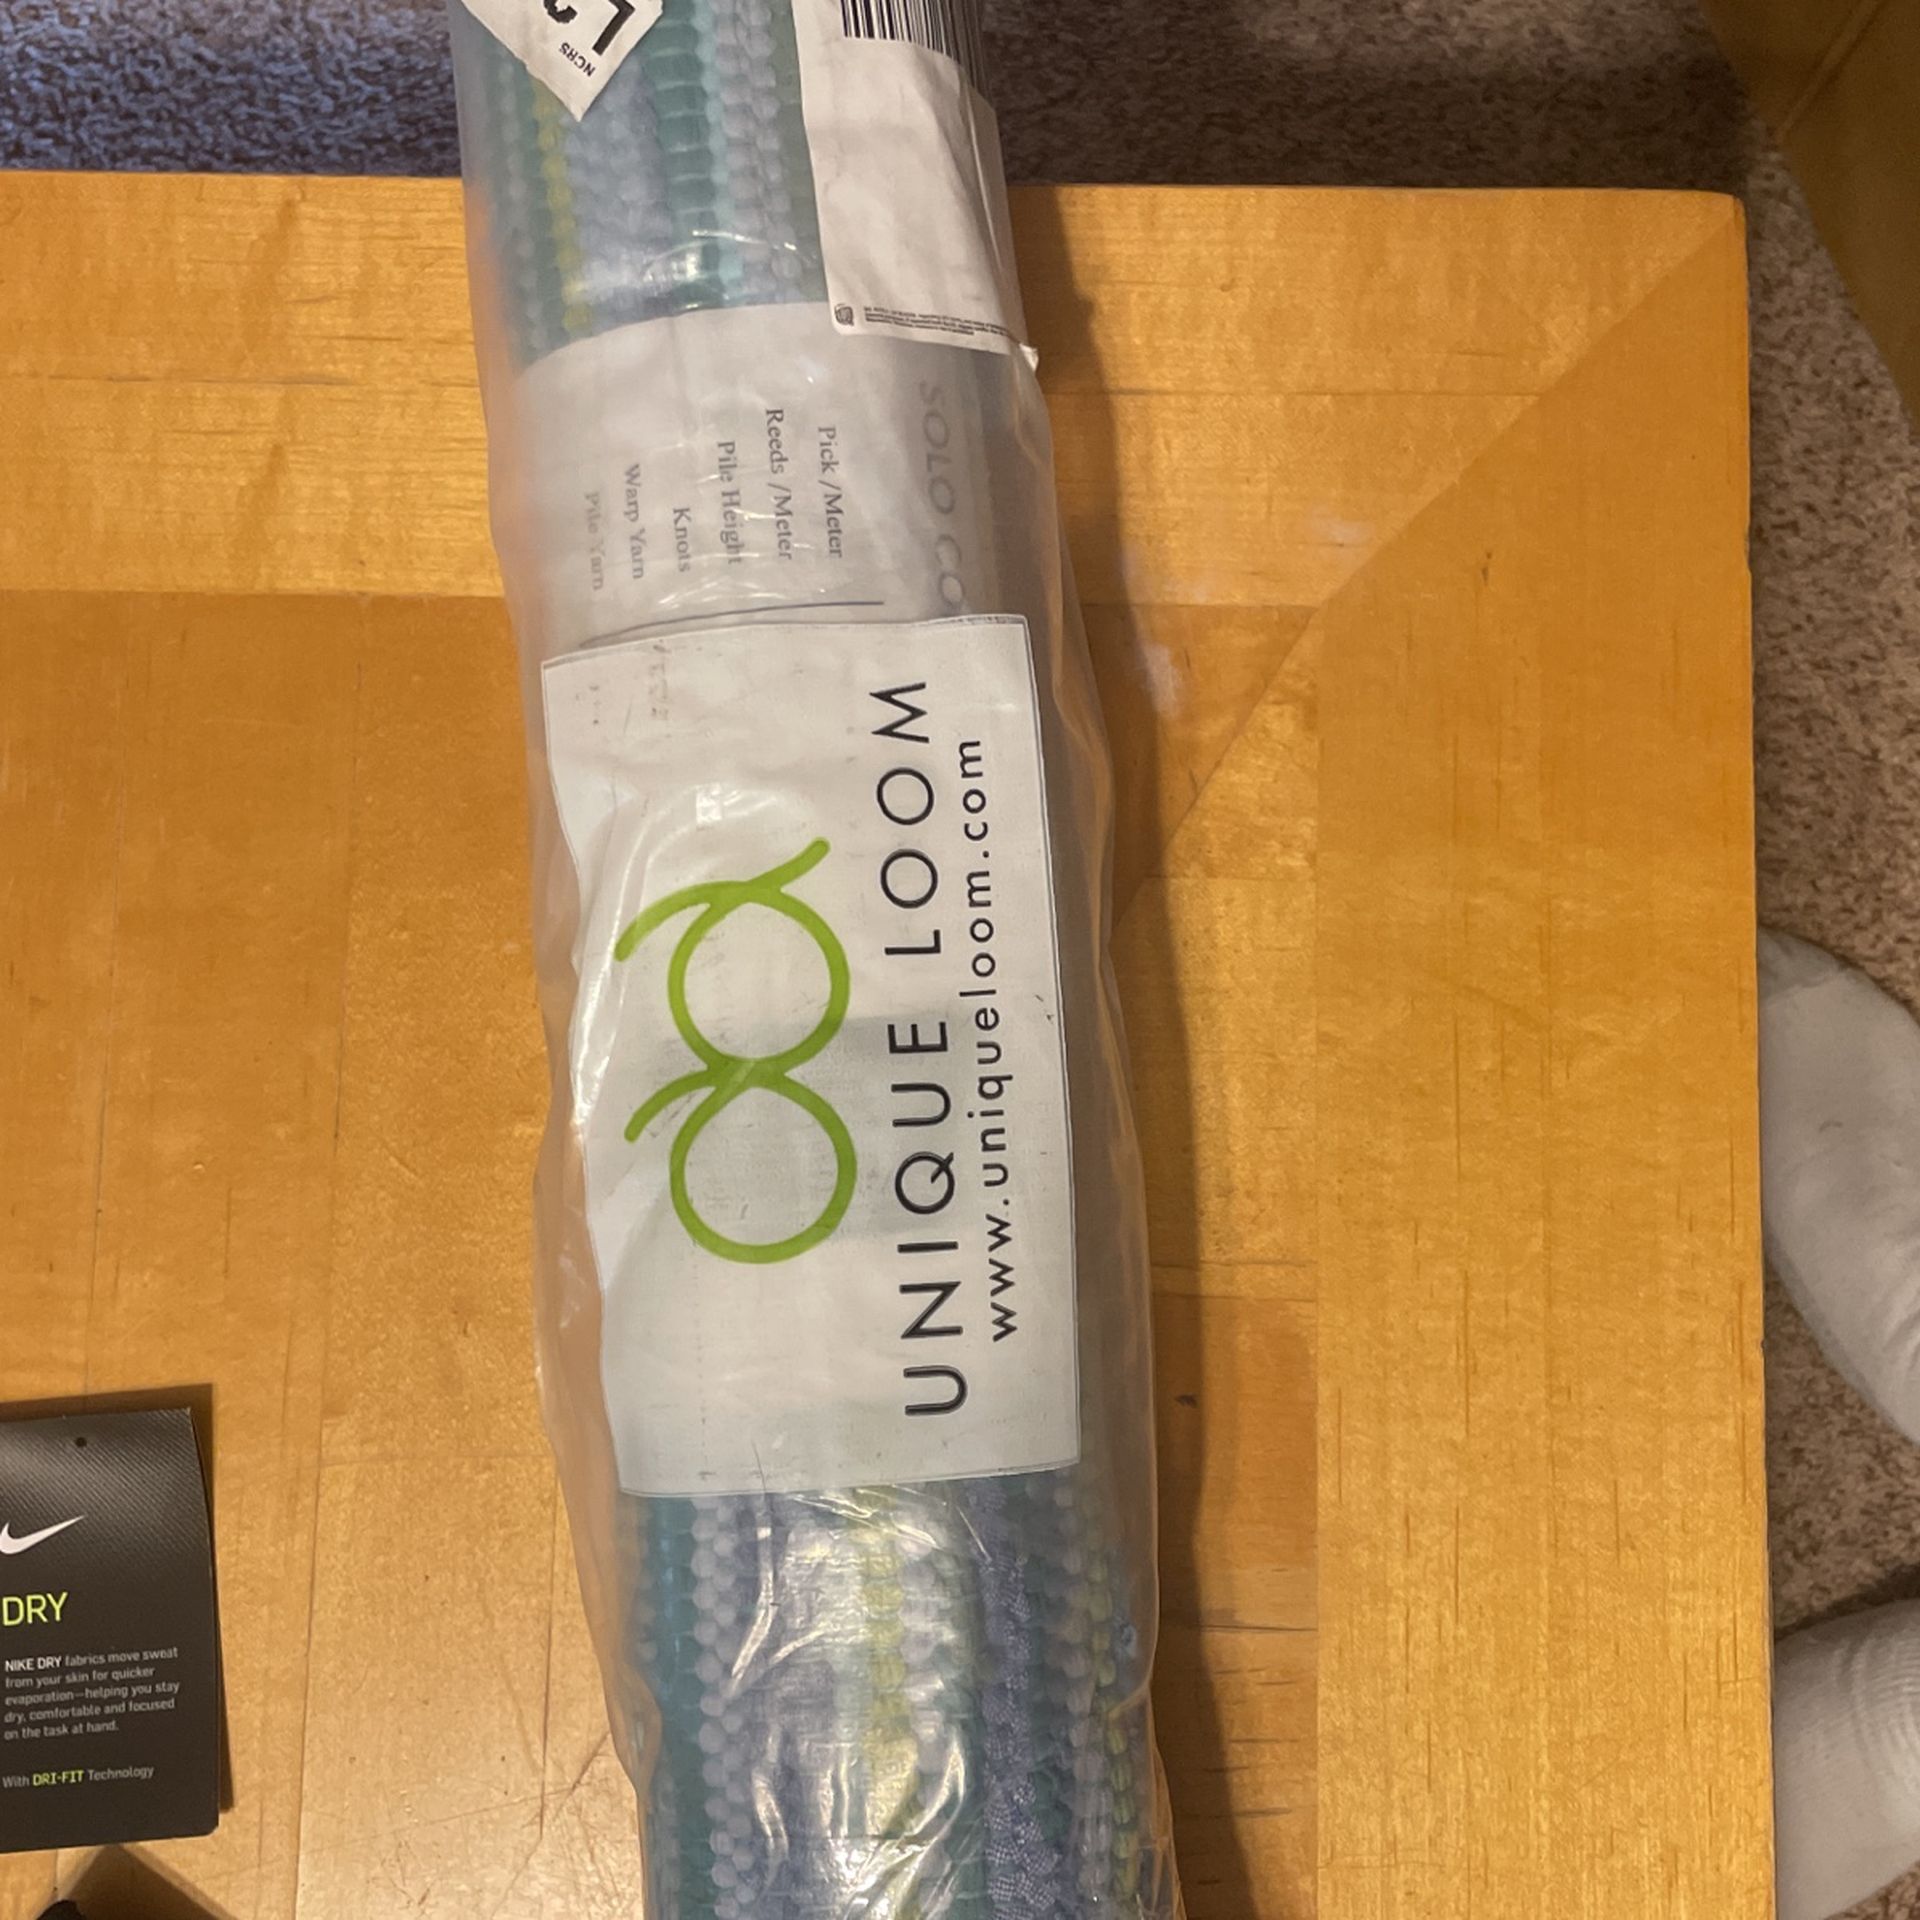 NCHS
SOLO CO
Pick /Meter
Reeds /Meter
Pile Height
Knots
Warp Yarn
Pile Yarn
UNIQUE LOOM
www.uniqueloom.com
DRY
NIKE DRY fabrics move sweat
from your skin for quicker
evaporation—helping you stay
dry, comfortable and focused
on the task at hand.
With DRI-FIT Technology